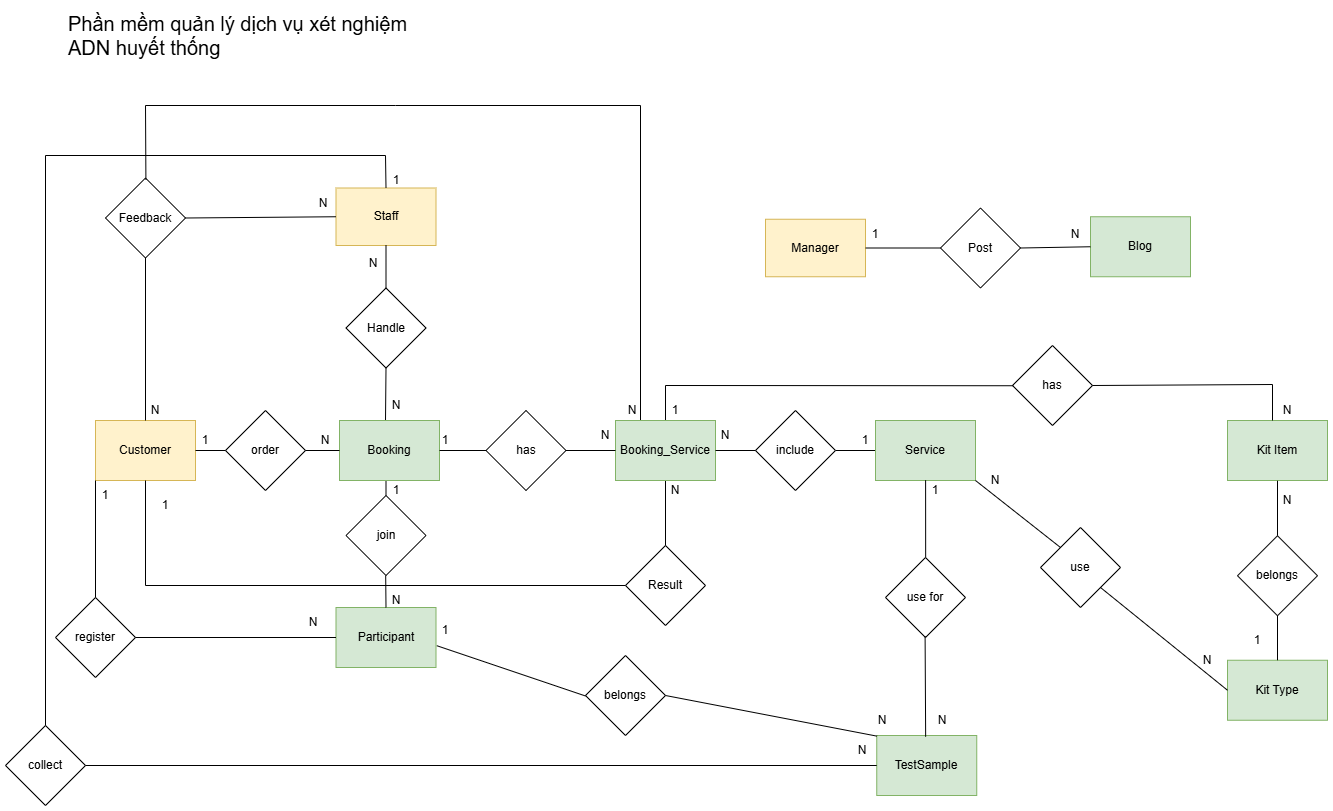 Phần mềm quản lý dịch vụ xét nghiệm
ADN huyết thống
1
Feedback
N
Staff
N
Manager
1
Post
N
Blog
Handle
has
N
N
N
1
N
Customer
1
order
N
Booking
1
has
N
Booking_Service
N
include
1
Service
Kit Item
1
1
1
N
1
N
N
join
Result
use for
use
belongs
N
N
register
Participant
1
1
N
Kit Type
belongs
N
N
N
collect
TestSample